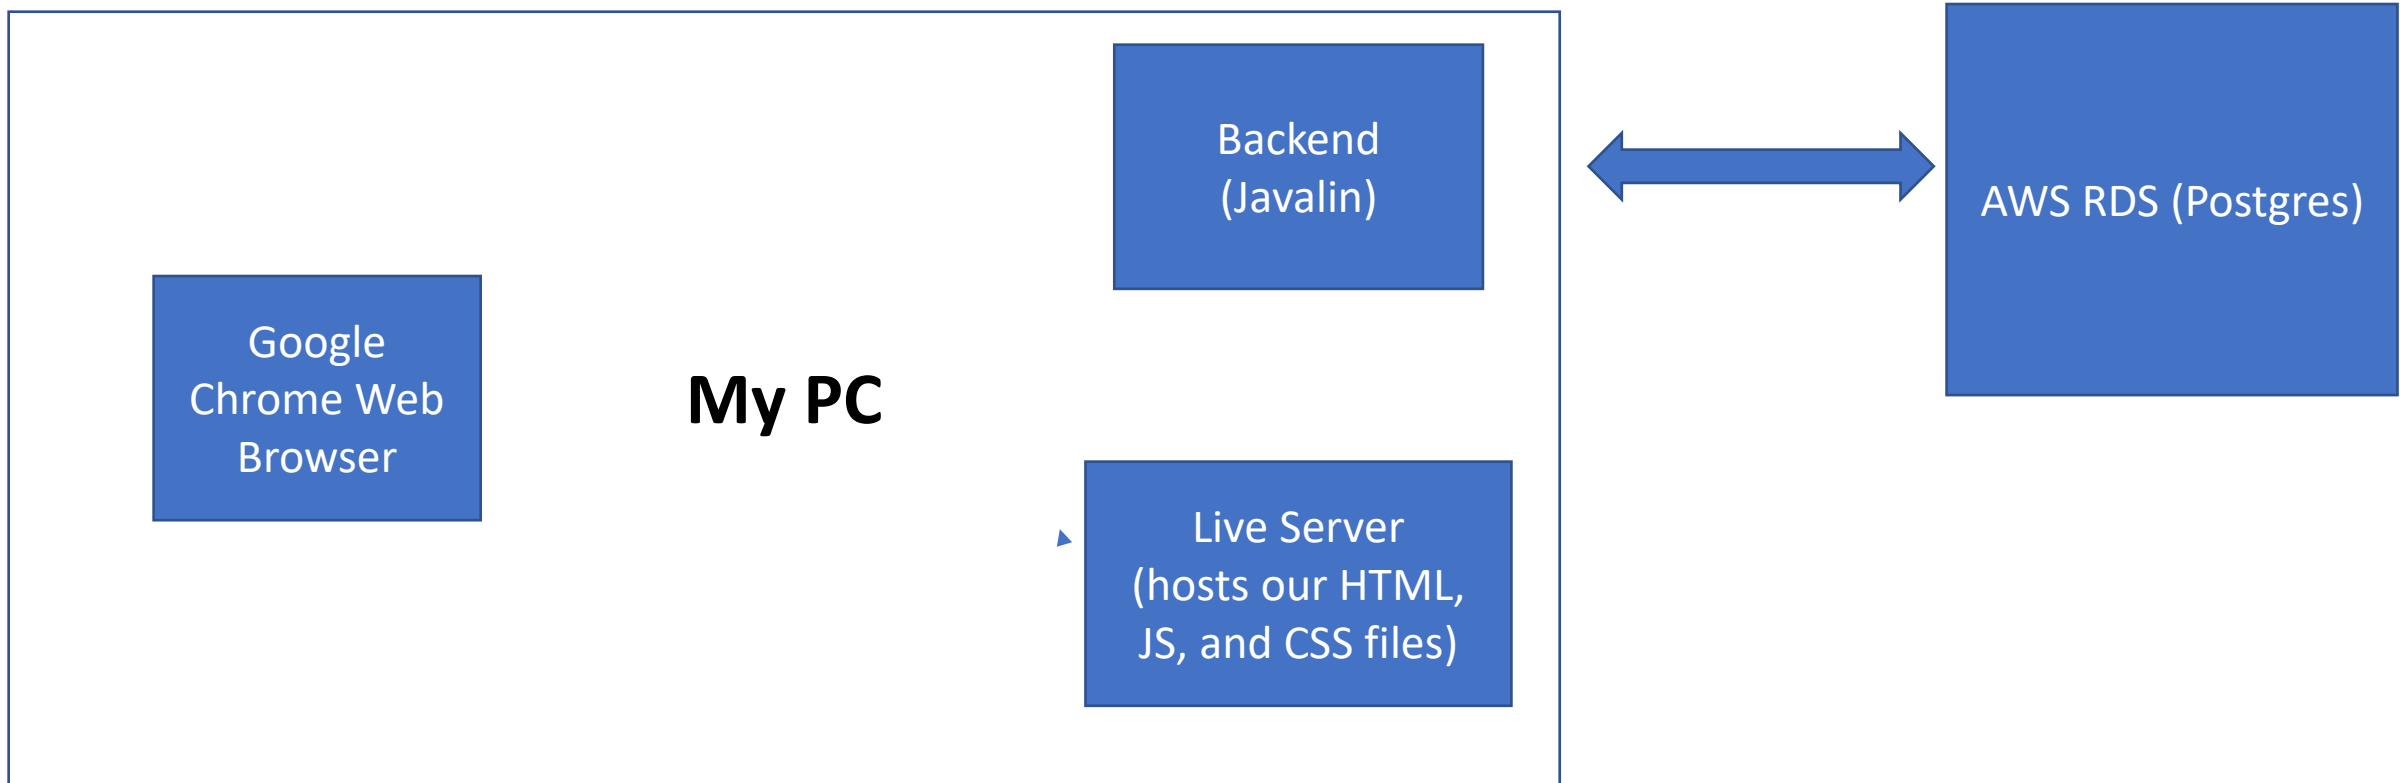 Backend
(Javalin)
AWS RDS (Postgres)
Google
Chrome Web
Browser
My PC
Live Server
(hosts our HTML,
JS, and CSS files)